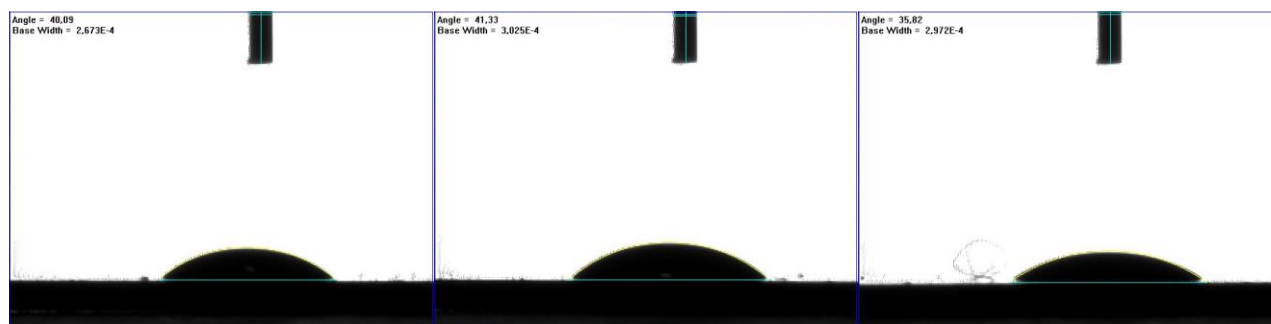 Angle = 40,09
Base Width = 2,673E-4
Angle = 41,33
Base Width = 3,025E-4
Angle = 35,82
Base Width = 2,972E-4